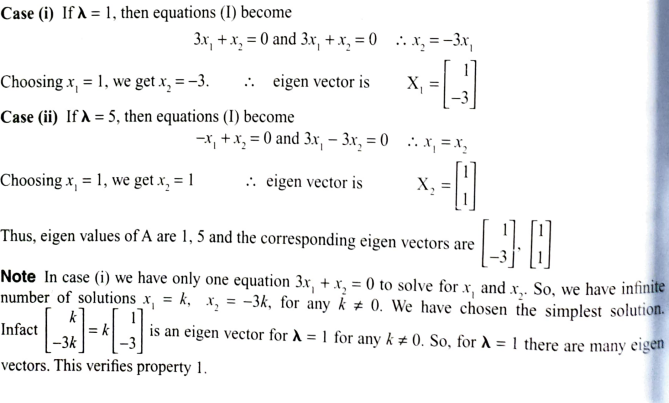 Case (i) If λ = 1, then equations (I) become
3x₁ + x₂ = 0 and 3x₁ + x₂ = 0 ∴ x₂ = −3x₁
Choosing x₁ = 1, we get x₂ = −3. ∴ eigen vector is X₁ = [1 −3]
Case (ii) If λ = 5, then equations (I) become
−x₁ + x₂ = 0 and 3x₁ − 3x₂ = 0 ∴ x₁ = x₂
Choosing x₁ = 1, we get x₂ = 1 ∴ eigen vector is X₂ = [1 1]
Thus, eigen values of A are 1, 5 and the corresponding eigen vectors are [1 −3], [1 1]
Note In case (i) we have only one equation 3x₁ + x₂ = 0 to solve for x₁ and x₂. So, we have infinite
number of solutions x₁ = k, x₂ = −3k, for any k ≠ 0. We have chosen the simplest solution.
Infact [k −3k] = k [1 −3] is an eigen vector for λ = 1 for any k ≠ 0. So, for λ = 1 there are many eigen
vectors. This verifies property 1.